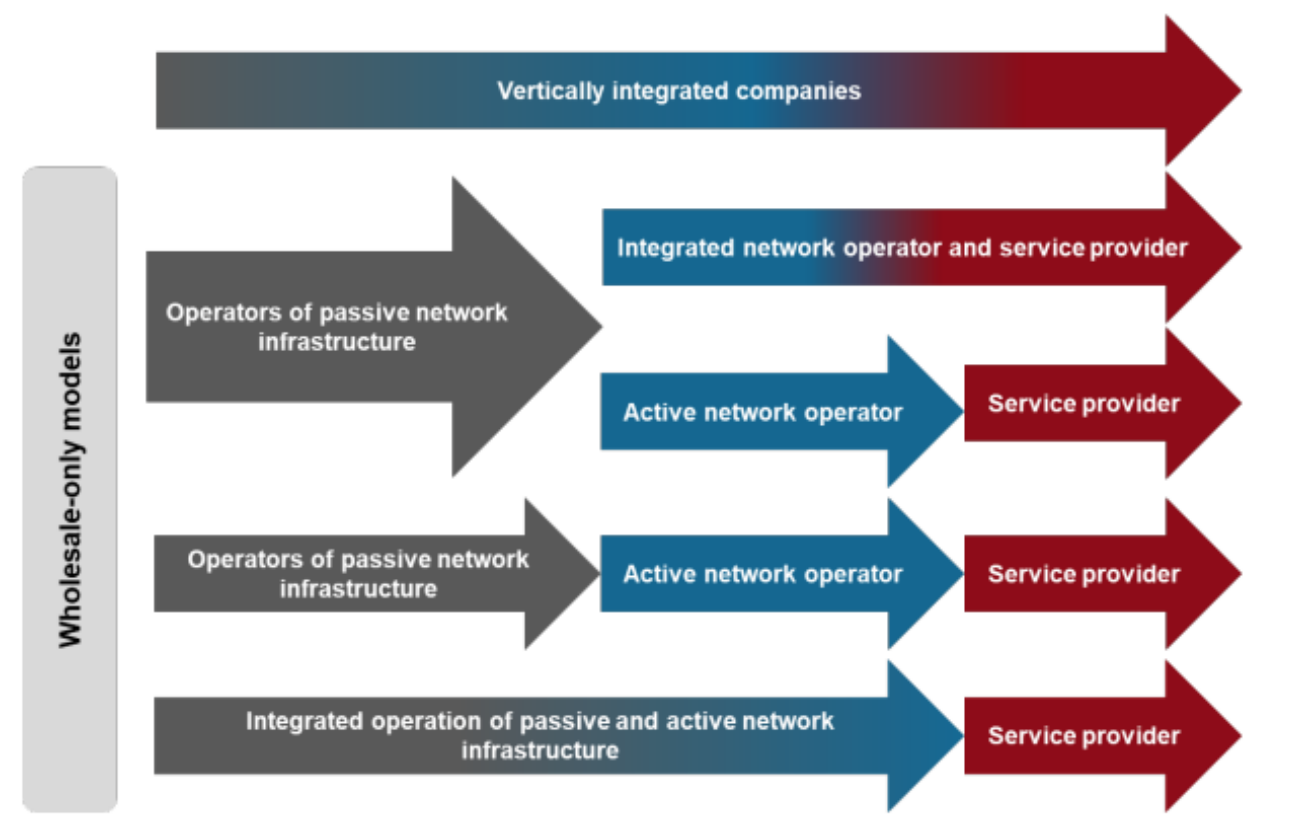 Vertically integrated companies
Wholesale-only models
Operators of passive network
infrastructure
Integrated network operator and service provider
Active network operator
Service provider
Operators of passive network
infrastructure
Active network operator
Service provider
Integrated operation of passive and active network
infrastructure
Service provider